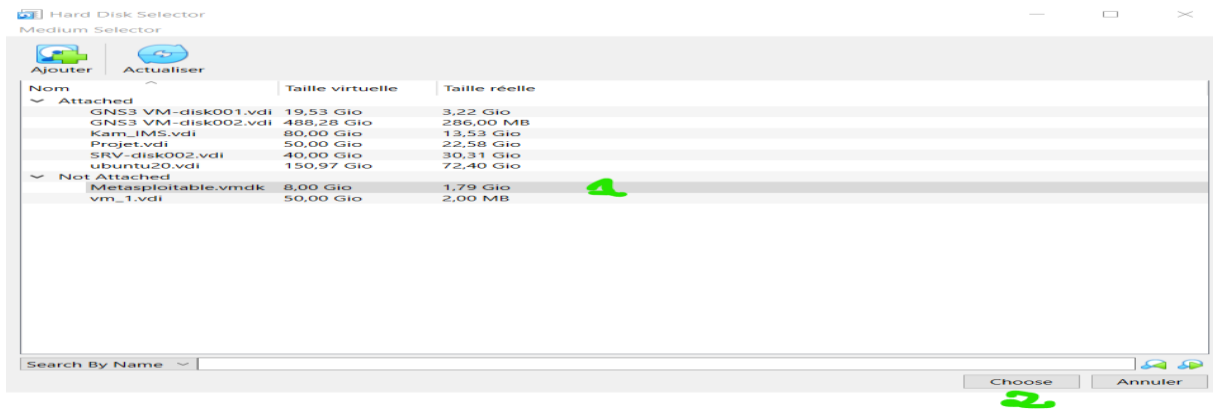 Hard Disk Selector
Medium Selector
Ajouter Actualiser
Nom Taille virtuelle Taille réelle
Attached
GNS3 VM-disk001.vdi 19,53 Gio 3,22 Gio
GNS3 VM-disk002.vdi 488,28 Gio 286,00 MB
Kam_IMS.vdi 80,00 Gio 13,53 Gio
Projet.vdi 50,00 Gio 22,58 Gio
SRV-disk002.vdi 40,00 Gio 30,31 Gio
ubuntu20.vdi 150,97 Gio 72,40 Gio
Not Attached
Metasploitable.vmdk 8,00 Gio 1,79 Gio 1
vm_1.vdi 50,00 Gio 2,00 MB
Search By Name
Choose Annuler
2